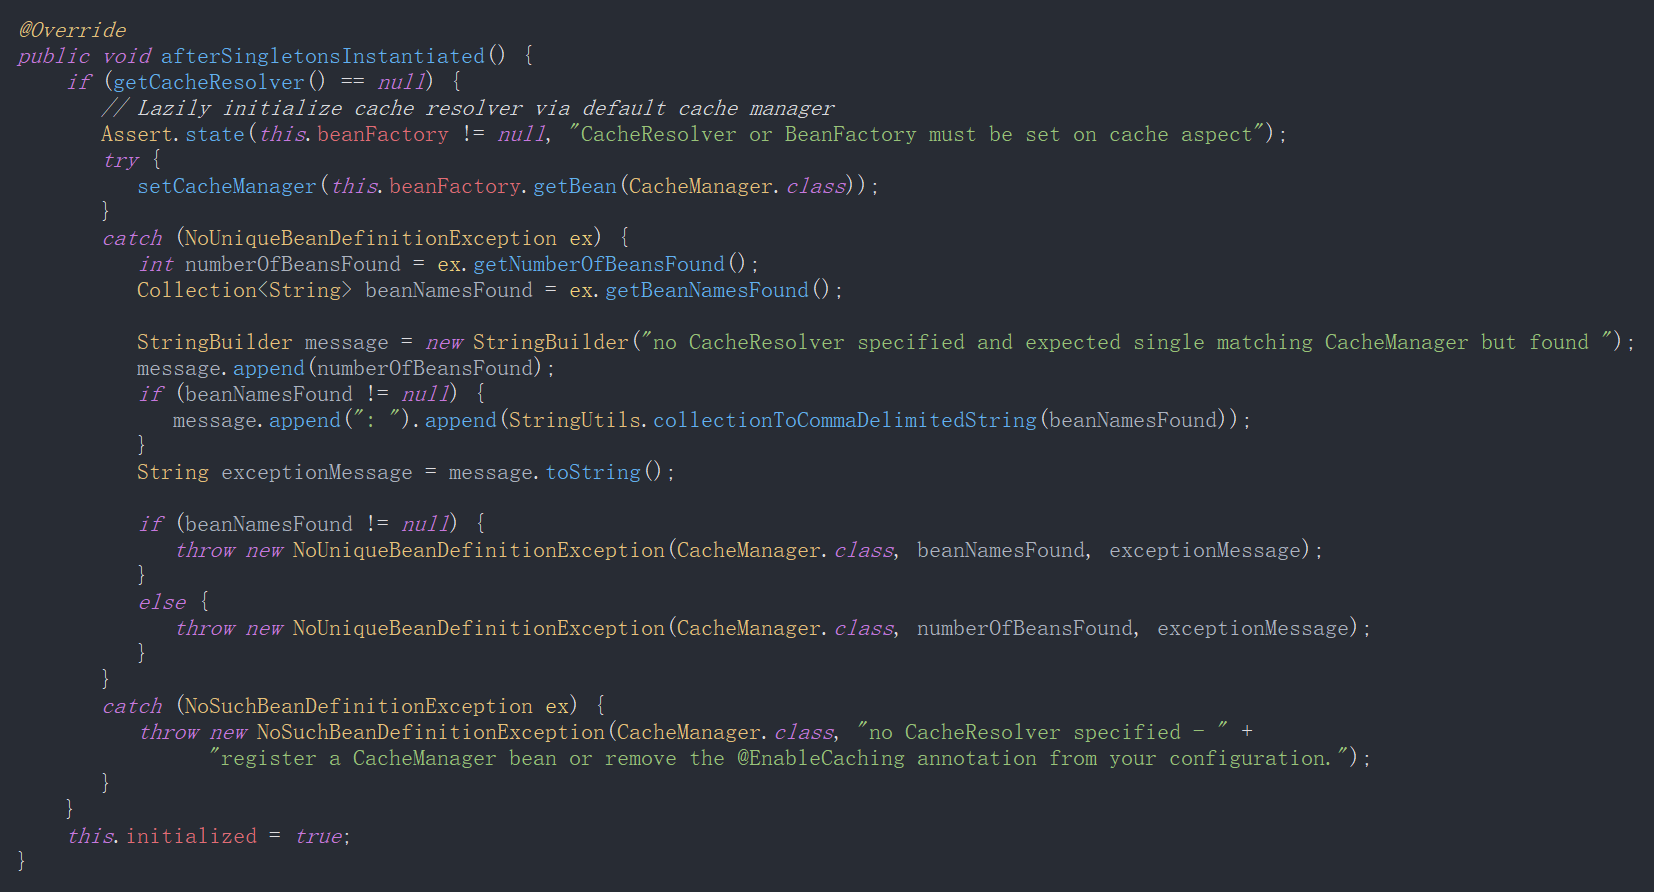 @Override
public void afterSingletonsInstantiated() {
if (getCacheResolver() == null) {
// Lazily initialize cache resolver via default cache manager
Assert.state(this.beanFactory != null, "CacheResolver or BeanFactory must be set on cache aspect");
try {
setCacheManager(this.beanFactory.getBean(CacheManager.class));
}
catch (NoUniqueBeanDefinitionException ex) {
int numberOfBeansFound = ex.getNumberOfBeansFound();
Collection<String> beanNamesFound = ex.getBeanNamesFound();
StringBuilder message = new StringBuilder("no CacheResolver specified and expected single matching CacheManager but found ");
message.append(numberOfBeansFound);
if (beanNamesFound != null) {
message.append(": ").append(StringUtils.collectionToCommaDelimitedString(beanNamesFound));
}
String exceptionMessage = message.toString();
if (beanNamesFound != null) {
throw new NoUniqueBeanDefinitionException(CacheManager.class, beanNamesFound, exceptionMessage);
}
else {
throw new NoUniqueBeanDefinitionException(CacheManager.class, numberOfBeansFound, exceptionMessage);
}
}
catch (NoSuchBeanDefinitionException ex) {
throw new NoSuchBeanDefinitionException(CacheManager.class, "no CacheResolver specified - " +
"register a CacheManager bean or remove the @EnableCaching annotation from your configuration.");
}
}
this.initialized = true;
}